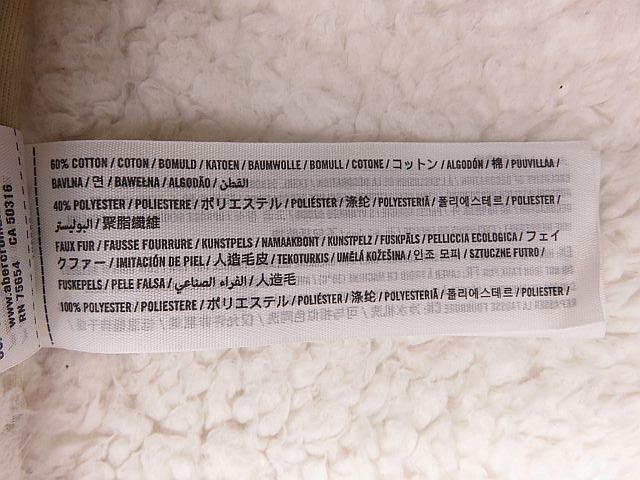 60% COTTON / COTON / BOMULD / KATOEN / BAUMWOLLE / BOMULL / COTONE / コットン / ALGODÓN / 棉 / PUUVILLAA /
BAVLNA / 면 / BAWEŁNA / ALGODÃO / القطن
40% POLYESTER / POLIESTERE / ポリエステル / POLIÉSTER / 涤纶 / POLYESTERIÄ / 폴리에스테르 / POLIESTER /
البوليستر / 聚脂纖維
FAUX FUR / FAUSSE FOURRURE / KUNSTPELS / NAMAAKBONT / KUNSTPELZ / FUSKPÄLS / PELLICCIA ECOLOGICA / フェイ
クファー / IMITACIÓN DE PIEL / 人造毛皮 / TEKOTURKIS / UMĚLÁ KOŽEŠINA / 인조 모피 / SZTUCZNE FUTRO /
FUSKEPELS / PELE FALSA / الفراء الصناعي / 人造毛
100% POLYESTER / POLIESTERE / ポリエステル / POLIÉSTER / 涤纶 / POLYESTERIÄ / 폴리에스테르 / POLIESTER /
www.abercrom
RN 75654 CA 50316